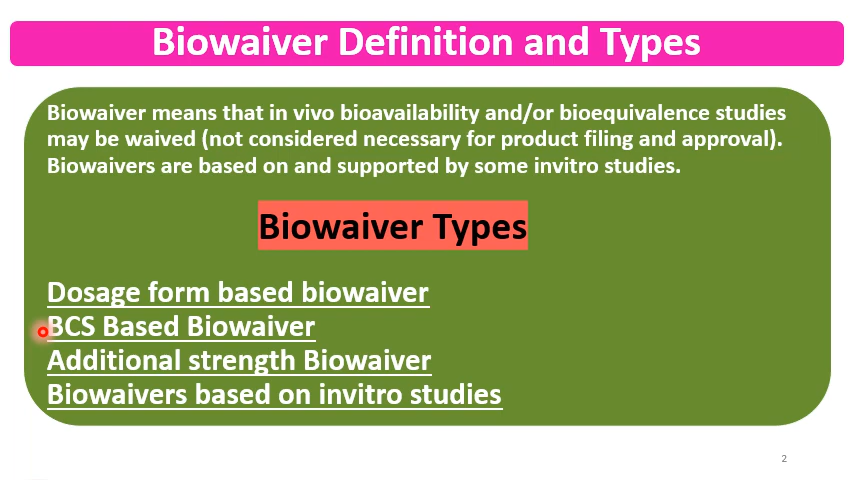 Biowaiver Definition and Types
Biowaiver means that in vivo bioavailability and/or bioequivalence studies
may be waived (not considered necessary for product filing and approval).
Biowaivers are based on and supported by some invitro studies.
Biowaiver Types
Dosage form based biowaiver
BCS Based Biowaiver
Additional strength Biowaiver
Biowaivers based on invitro studies
2